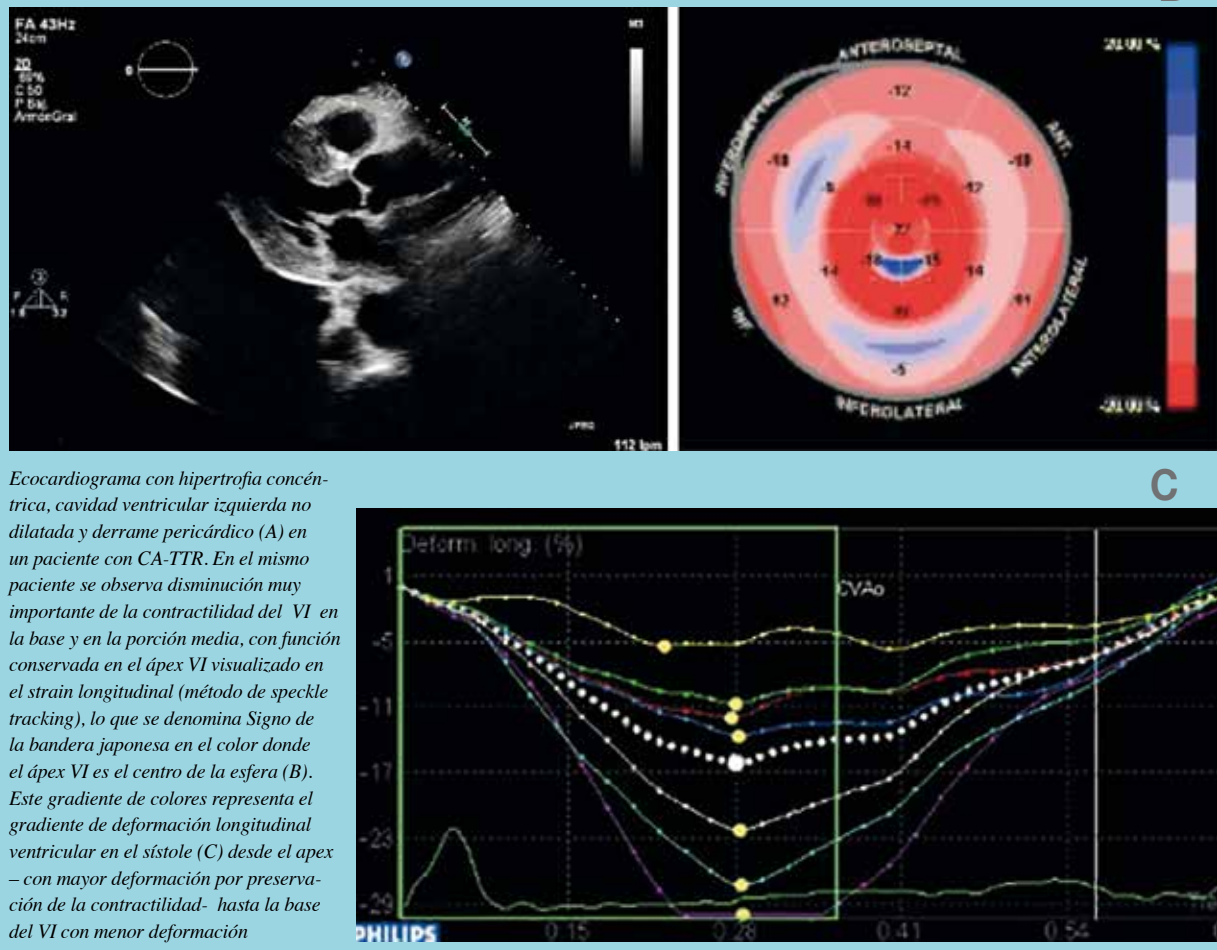 FA 43Hz
24cm
2D
C 50
M3
JPEG
112 lpm
20.00 %
ANTEROSEPTAL
INFEROSEPTAL
ANT.
-12
-14
-12
14
14
-5
INF.
ANTEROLATERAL
INFEROLATERAL
-20.00 %
Ecocardiograma con hipertrofia concén-
trica, cavidad ventricular izquierda no
dilatada y derrame pericárdico (A) en
un paciente con CA-TTR. En el mismo
paciente se observa disminución muy
importante de la contractilidad del VI en
la base y en la porción media, con función
conservada en el ápex VI visualizado en
el strain longitudinal (método de speckle
tracking), lo que se denomina Signo de
la bandera japonesa en el color donde
el ápex VI es el centro de la esfera (B).
Este gradiente de colores representa el
gradiente de deformación longitudinal
ventricular en el sístole (C) desde el apex
– con mayor deformación por preserva-
ción de la contractilidad- hasta la base
del VI con menor deformación
C
Deform. long. (%)
CVAo
1
-5
-11
-17
-23
-29
PHILIPS
0.15
0.28
0.41
0.54